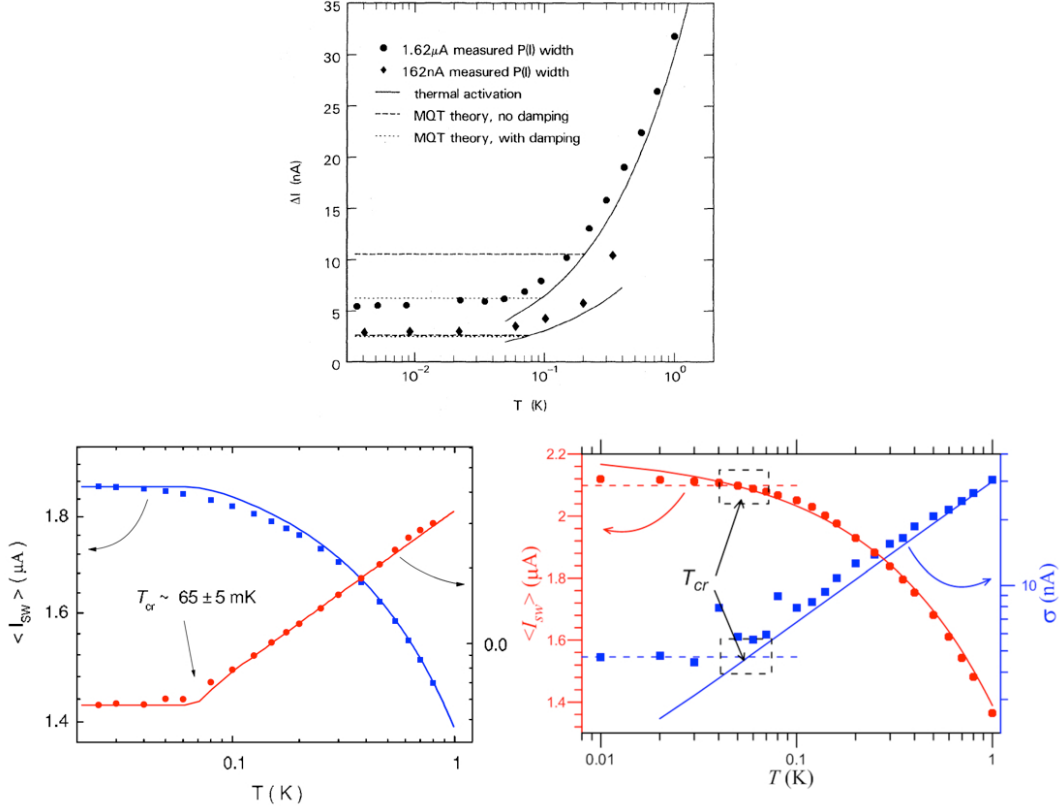 35
30
25
20
15
10
5
0
ΔI (nA)
1.62μA measured P(I) width
162nA measured P(I) width
thermal activation
MQT theory, no damping
MQT theory, with damping
10⁻²
10⁻¹
10⁰
T (K)
1.8
1.6
1.4
< I_SW > ( μA )
T_cr ~ 65 ± 5 mK
0.0
0.1
1
T ( K )
2.2
2.0
1.8
1.6
1.4
<I_sw> (μA)
T_cr
10
σ (nA)
0.01
0.1
1
T (K)